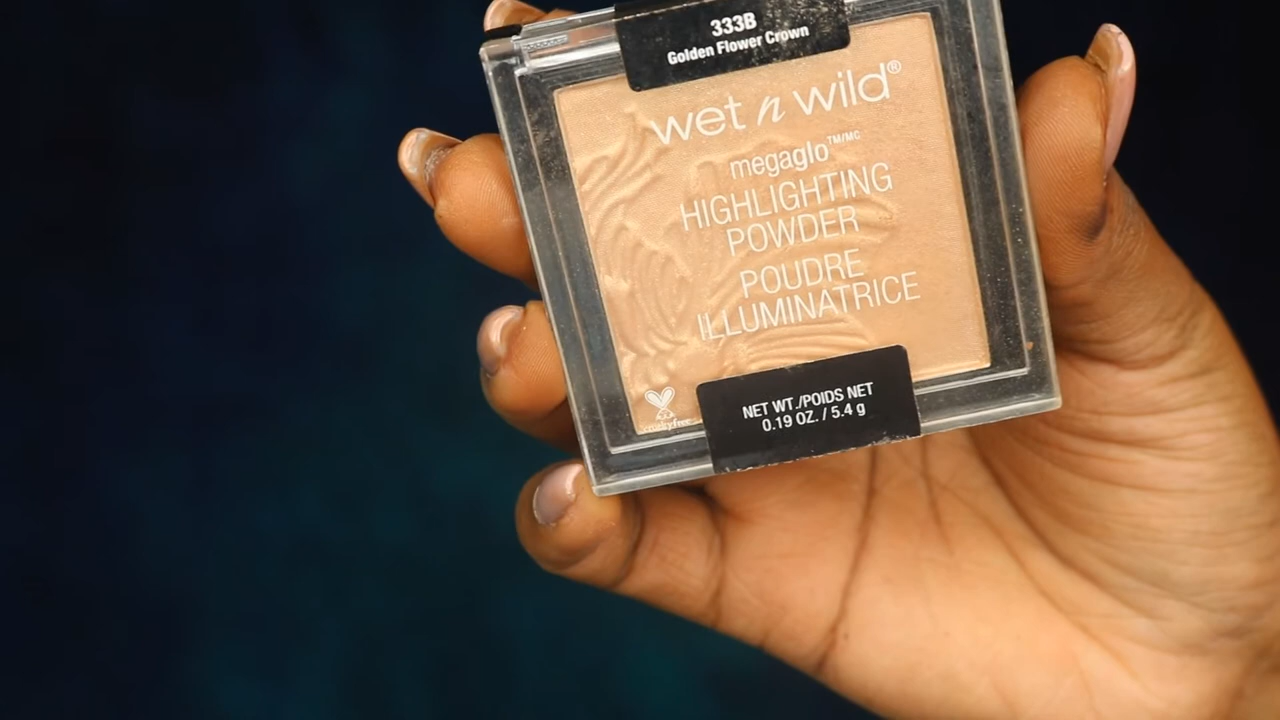 333B
Golden Flower Crown
wet n wild®
megaglo™/MC
HIGHLIGHTING
POWDER
POUDRE
ILLUMINATRICE
NET WT./POIDS NET
0.19 OZ. / 5.4 g
crueltyfree